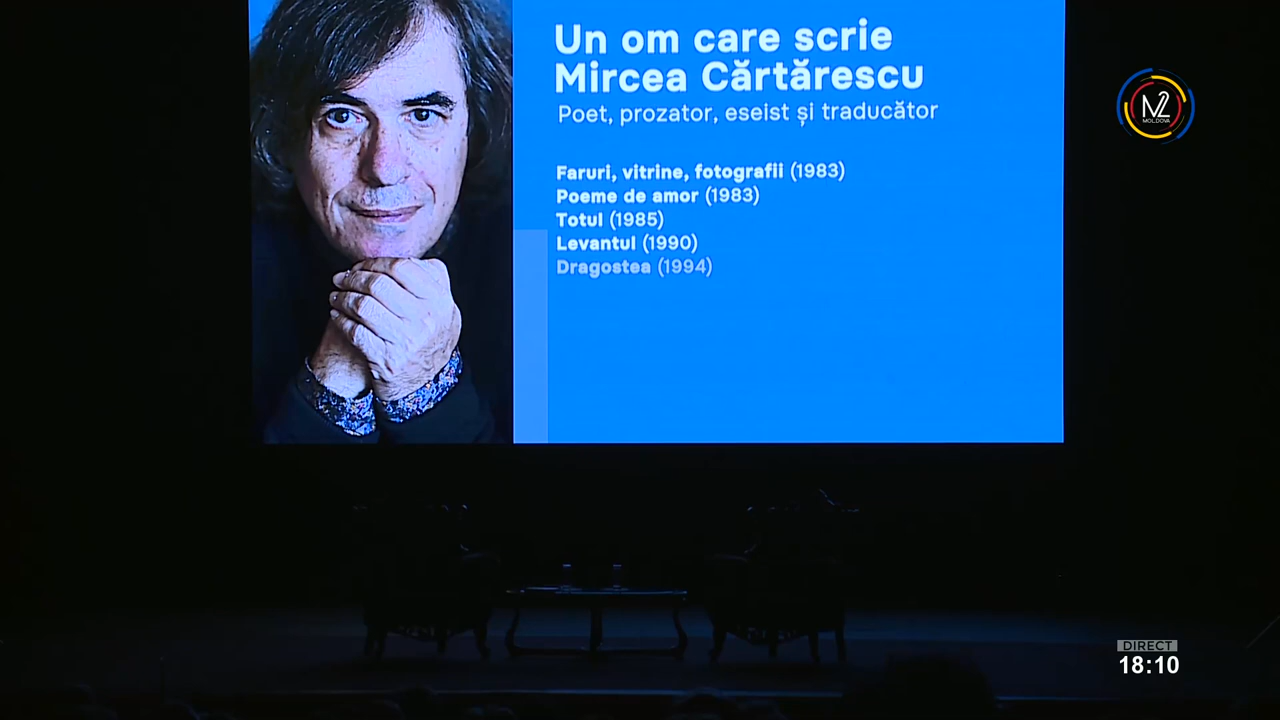 Un om care scrie
Mircea Cărtărescu
Poet, prozator, eseist și traducător
Faruri, vitrine, fotografii (1983)
Poeme de amor (1983)
Totul (1985)
Levantul (1990)
Dragostea (1994)
M2
MOLDOVA
DIRECT
18:10